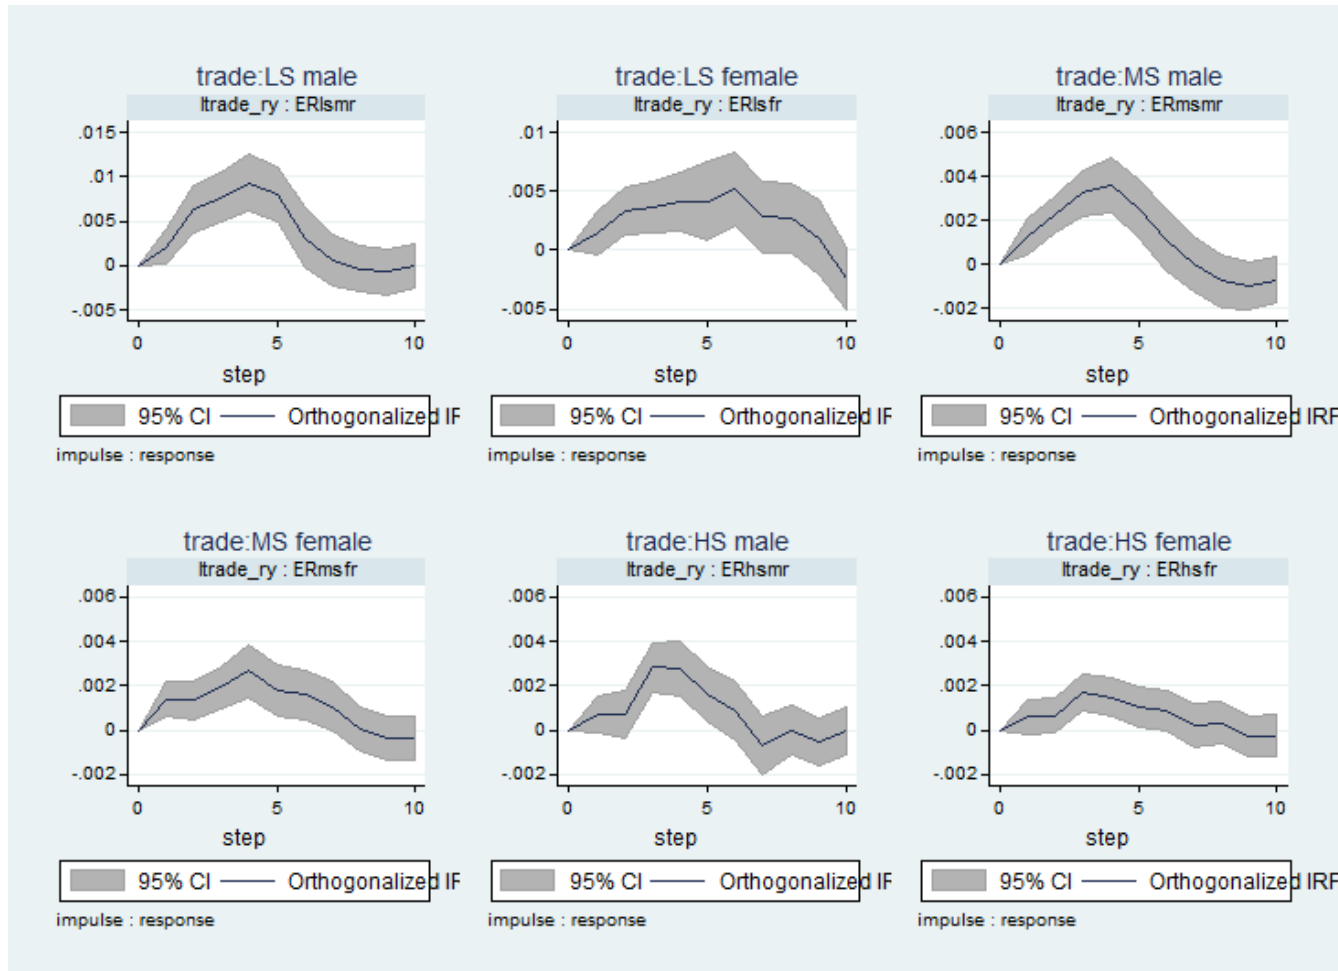 trade:LS male
ltrade_ry : ERlsmr
.015
.01
.005
0
-.005
0 5 10
step
95% CI Orthogonalized IF
impulse : response
trade:LS female
ltrade_ry : ERlsfr
.01
.005
0
-.005
0 5 10
step
95% CI Orthogonalized IF
impulse : response
trade:MS male
ltrade_ry : ERmsmr
.006
.004
.002
0
-.002
0 5 10
step
95% CI Orthogonalized IRF
impulse : response
trade:MS female
ltrade_ry : ERmsfr
.006
.004
.002
0
-.002
0 5 10
step
95% CI Orthogonalized IF
impulse : response
trade:HS male
ltrade_ry : ERhsmr
.006
.004
.002
0
-.002
0 5 10
step
95% CI Orthogonalized IF
impulse : response
trade:HS female
ltrade_ry : ERhsfr
.006
.004
.002
0
-.002
0 5 10
step
95% CI Orthogonalized IRF
impulse : response